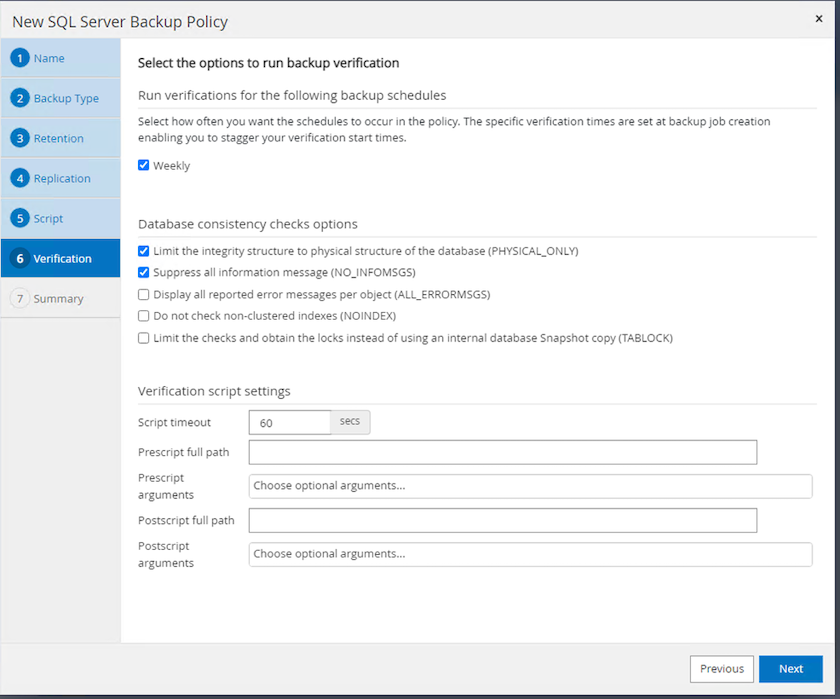 New SQL Server Backup Policy
×
1 Name
2 Backup Type
3 Retention
4 Replication
5 Script
6 Verification
7 Summary
Select the options to run backup verification
Run verifications for the following backup schedules
Select how often you want the schedules to occur in the policy. The specific verification times are set at backup job creation
enabling you to stagger your verification start times.
Weekly
Database consistency checks options
Limit the integrity structure to physical structure of the database (PHYSICAL_ONLY)
Suppress all information message (NO_INFOMSGS)
Display all reported error messages per object (ALL_ERRORMSGS)
Do not check non-clustered indexes (NOINDEX)
Limit the checks and obtain the locks instead of using an internal database Snapshot copy (TABLOCK)
Verification script settings
Script timeout 60 secs
Prescript full path
Prescript
arguments
Choose optional arguments...
Postscript full path
Postscript
arguments
Choose optional arguments...
Previous Next